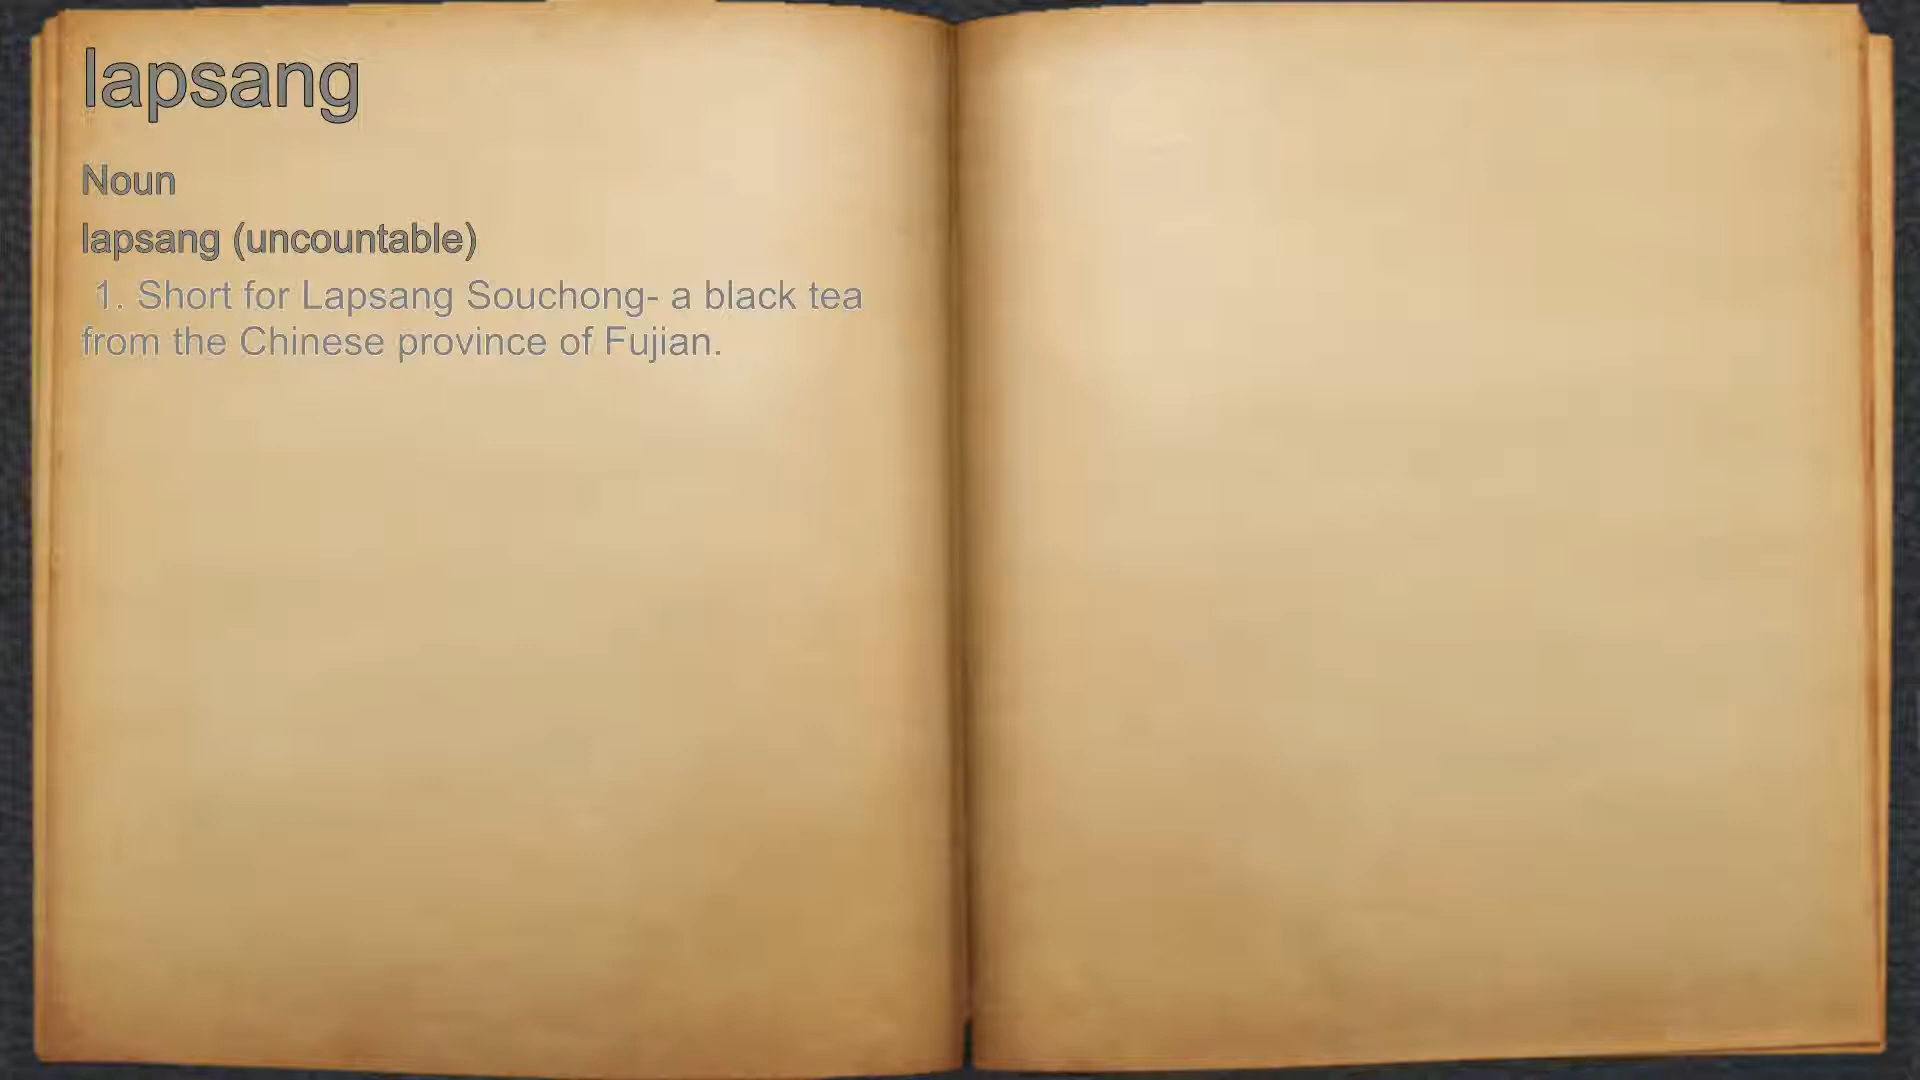 lapsang
Noun
lapsang (uncountable)
1. Short for Lapsang Souchong- a black tea
from the Chinese province of Fujian.